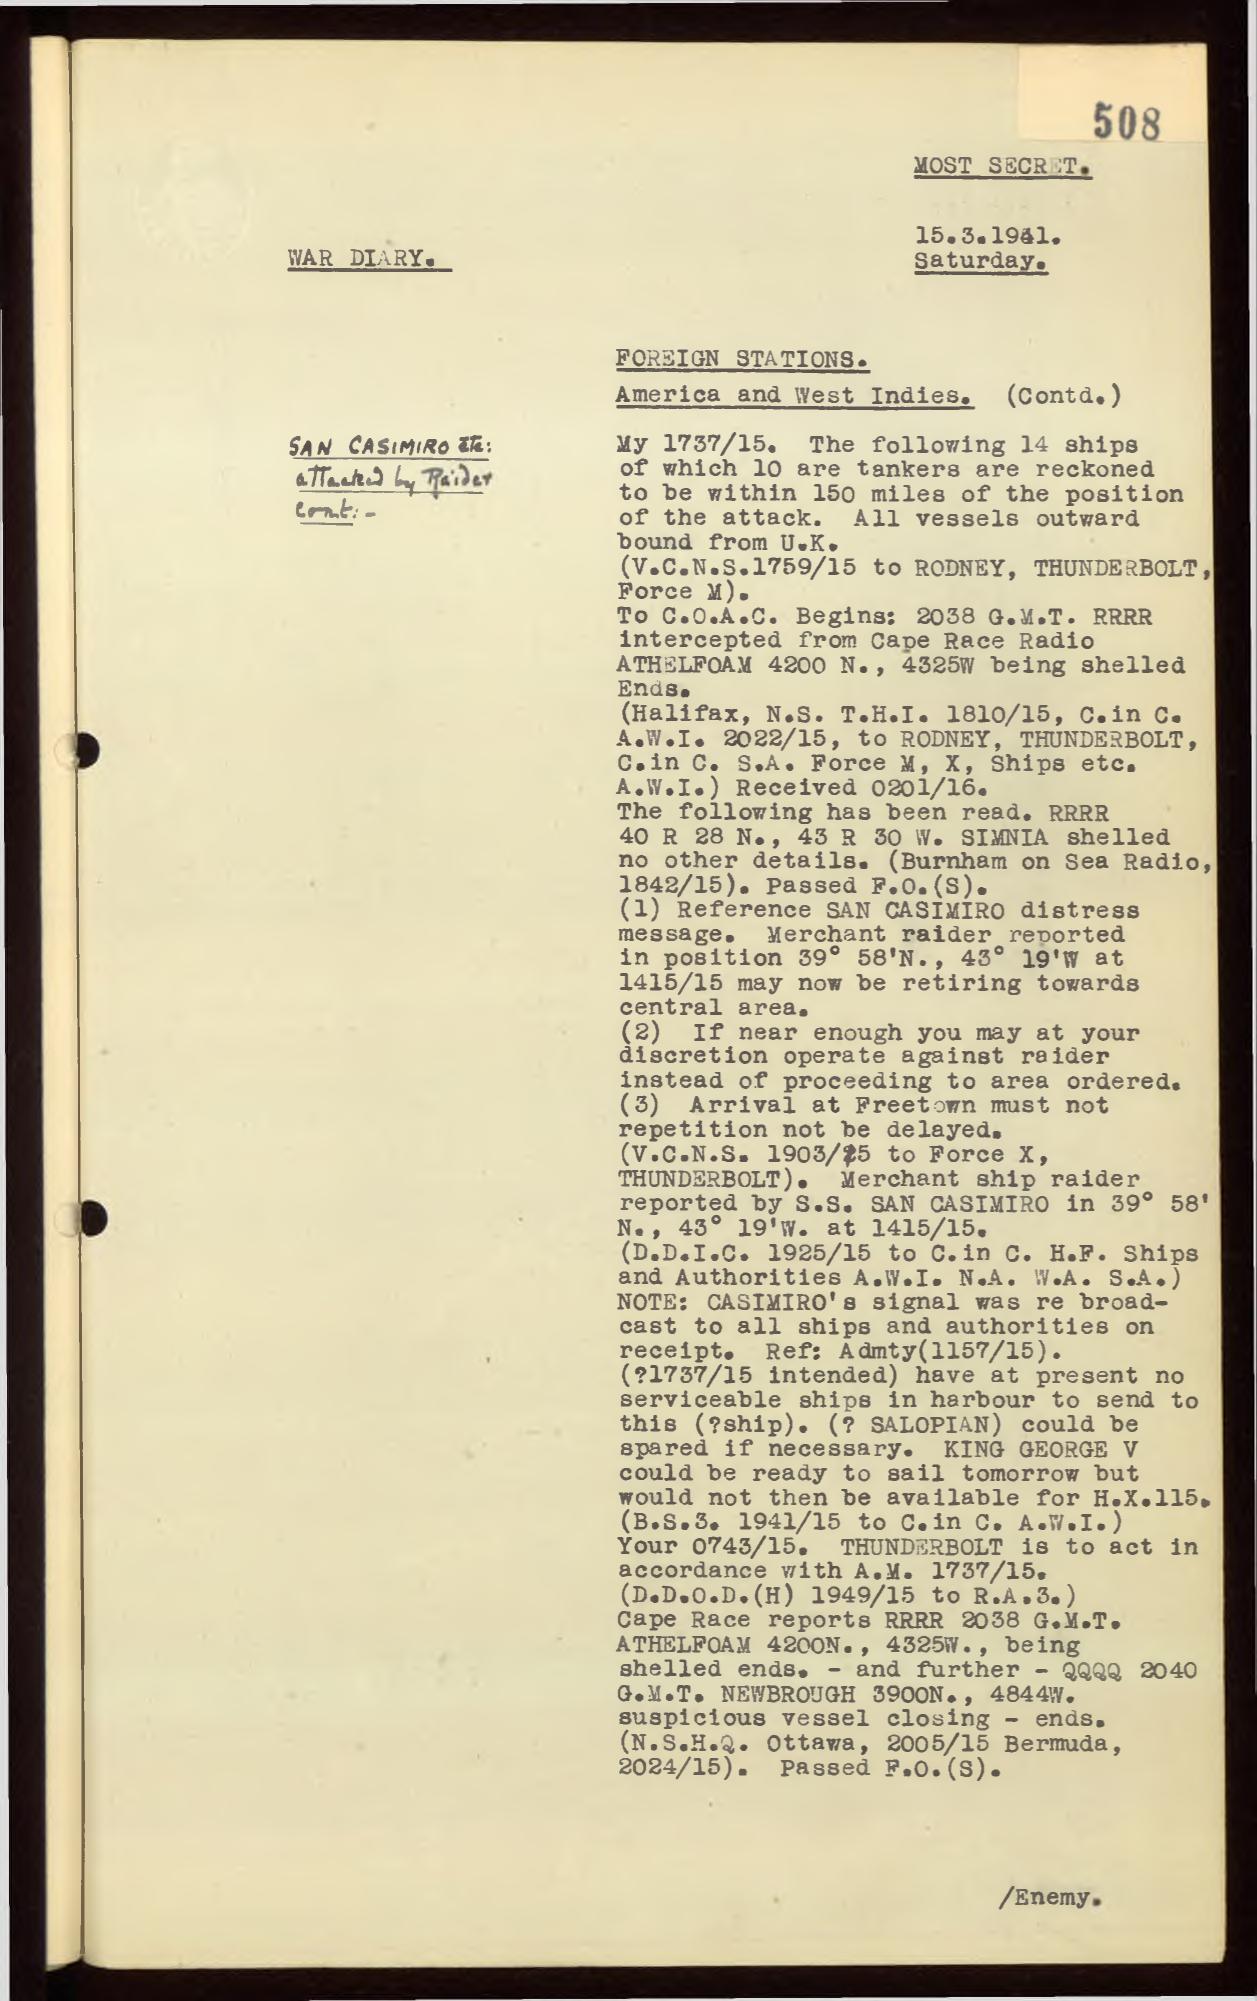 508
MOST SECRET.
15.3.1941.
Saturday.
WAR DIARY.
FOREIGN STATIONS.
America and West Indies. (Contd.)
SAN CASIMIRO etc:
attacked by Raider
cont:-
My 1737/15. The following 14 ships
of which 10 are tankers are reckoned
to be within 150 miles of the position
of the attack. All vessels outward
bound from U.K.
(V.C.N.S.1759/15 to RODNEY, THUNDERBOLT,
Force M).
To C.O.A.C. Begins: 2038 G.M.T. RRRR
intercepted from Cape Race Radio
ATHELFOAM 4200 N., 4325W being shelled
Ends.
(Halifax, N.S. T.H.I. 1810/15, C.in C.
A.W.I. 2022/15, to RODNEY, THUNDERBOLT,
C.in C. S.A. Force M, X, Ships etc.
A.W.I.) Received 0201/16.
The following has been read. RRRR
40 R 28 N., 43 R 30 W. SIMNIA shelled
no other details. (Burnham on Sea Radio,
1842/15). Passed F.O.(S).
(1) Reference SAN CASIMIRO distress
message. Merchant raider reported
in position 39° 58'N., 43° 19'W at
1415/15 may now be retiring towards
central area.
(2) If near enough you may at your
discretion operate against raider
instead of proceeding to area ordered.
(3) Arrival at Freetown must not
repetition not be delayed.
(V.C.N.S. 1903/15 to Force X,
THUNDERBOLT). Merchant ship raider
reported by S.S. SAN CASIMIRO in 39° 58'
N., 43° 19'W. at 1415/15.
(D.D.I.C. 1925/15 to C.in C. H.F. Ships
and Authorities A.W.I. N.A. W.A. S.A.)
NOTE: CASIMIRO's signal was re broad-
cast to all ships and authorities on
receipt. Ref: Admty(1157/15).
(?1737/15 intended) have at present no
serviceable ships in harbour to send to
this (?ship). (? SALOPIAN) could be
spared if necessary. KING GEORGE V
could be ready to sail tomorrow but
would not then be available for H.X.115.
(B.S.3. 1941/15 to C.in C. A.W.I.)
Your 0743/15. THUNDERBOLT is to act in
accordance with A.M. 1737/15.
(D.D.O.D.(H) 1949/15 to R.A.3.)
Cape Race reports RRRR 2038 G.M.T.
ATHELFOAM 4200N., 4325W., being
shelled ends. - and further - QQQQ 2040
G.M.T. NEWBROUGH 3900N., 4844W.
suspicious vessel closing - ends.
(N.S.H.Q. Ottawa, 2005/15 Bermuda,
2024/15). Passed F.O.(S).
/Enemy.